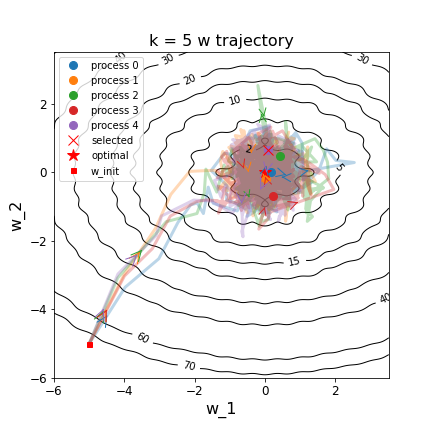 k = 5 w trajectory
process 0
process 1
process 2
process 3
process 4
selected
optimal
w_init
30
20
10
30
2
5
15
40
60
70
2
0
−2
−4
−6
w_2
−6
−4
−2
0
2
w_1